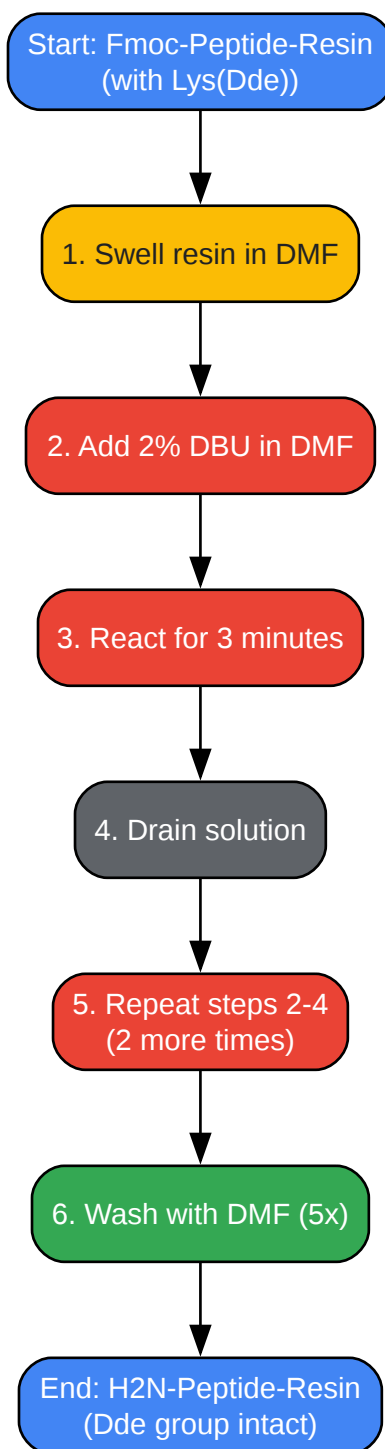 Start: Fmoc-Peptide-Resin
(with Lys(Dde))
1. Swell resin in DMF
2. Add 2% DBU in DMF
3. React for 3 minutes
4. Drain solution
5. Repeat steps 2-4
(2 more times)
6. Wash with DMF (5x)
End: H2N-Peptide-Resin
(Dde group intact)